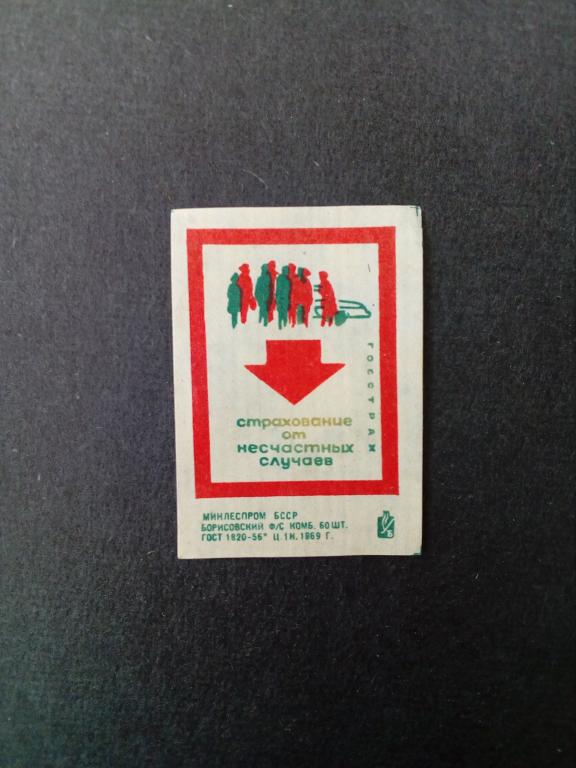 ГОССТРАХ
страхование
от
несчастных
случаев
МИНЛЕСПРОМ БССР
БОРИСОВСКИЙ Ф/С КОМБ. 60 ШТ.
ГОСТ 1820-56* Ц. 1 К. 1969 Г.
Б